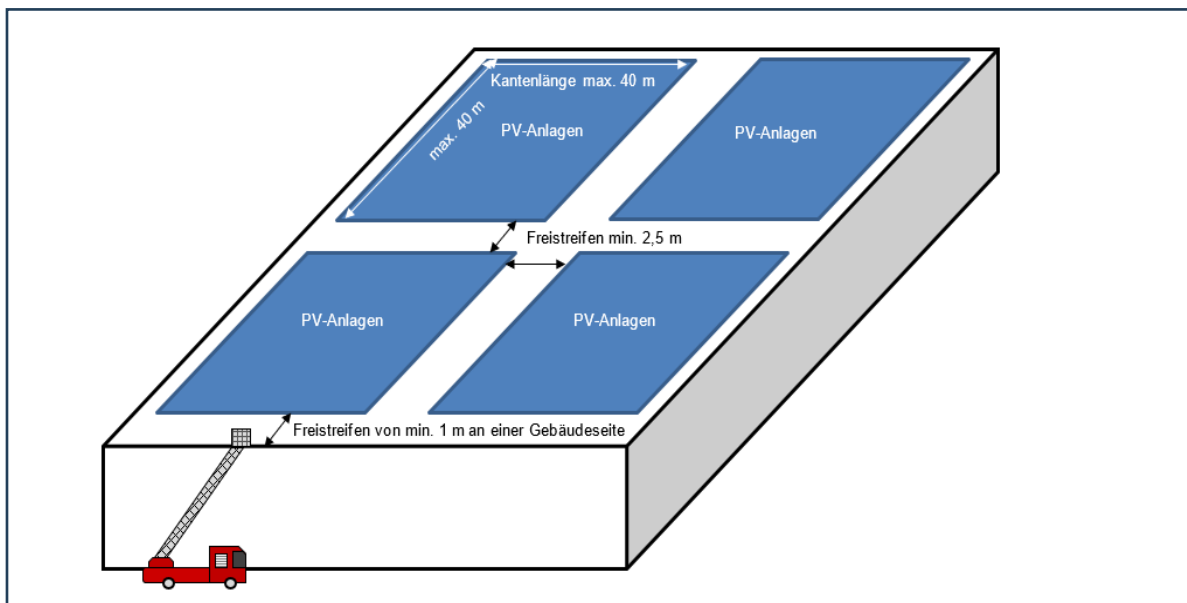 Kantenlänge max. 40 m
max. 40 m
PV-Anlagen
PV-Anlagen
Freistreifen min. 2,5 m
PV-Anlagen
PV-Anlagen
Freistreifen von min. 1 m an einer Gebäudeseite